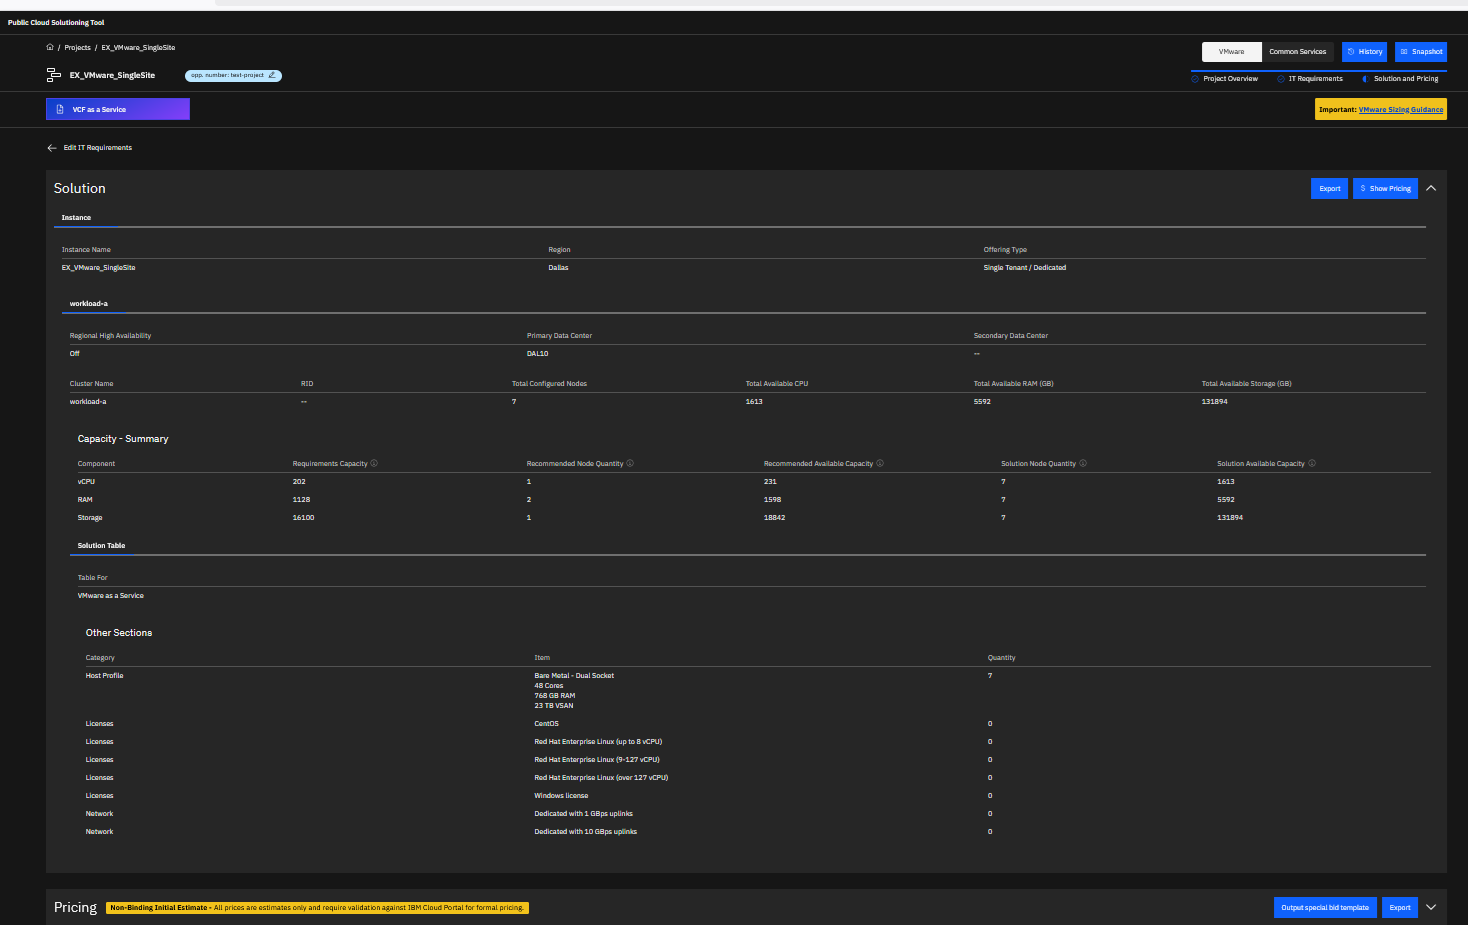 Public Cloud Solutioning Tool
/ Projects / EX_VMware_SingleSite
VMware Common Services History Snapshot
EX_VMware_SingleSite opp. number: test-project
Project Overview IT Requirements Solution and Pricing
VCF as a Service
Important: VMware Sizing Guidance
Edit IT Requirements
Solution
Export $ Show Pricing
Instance
Instance Name Region Offering Type
EX_VMware_SingleSite Dallas Single Tenant / Dedicated
workload-a
Regional High Availability Primary Data Center Secondary Data Center
Off DAL10 --
Cluster Name RID Total Configured Nodes Total Available CPU Total Available RAM (GB) Total Available Storage (GB)
workload-a -- 7 1613 5592 131894
Capacity - Summary
Component Requirements Capacity Recommended Node Quantity Recommended Available Capacity Solution Node Quantity Solution Available Capacity
vCPU 202 1 231 7 1613
RAM 1128 2 1598 7 5592
Storage 16100 1 18842 7 131894
Solution Table
Table For
VMware as a Service
Other Sections
Category Item Quantity
Host Profile Bare Metal - Dual Socket 7
48 Cores
768 GB RAM
23 TB VSAN
Licenses CentOS 0
Licenses Red Hat Enterprise Linux (up to 8 vCPU) 0
Licenses Red Hat Enterprise Linux (9-127 vCPU) 0
Licenses Red Hat Enterprise Linux (over 127 vCPU) 0
Licenses Windows license 0
Network Dedicated with 1 GBps uplinks 0
Network Dedicated with 10 GBps uplinks 0
Pricing Non-Binding Initial Estimate - All prices are estimates only and require validation against IBM Cloud Portal for formal pricing.
Output special bid template Export